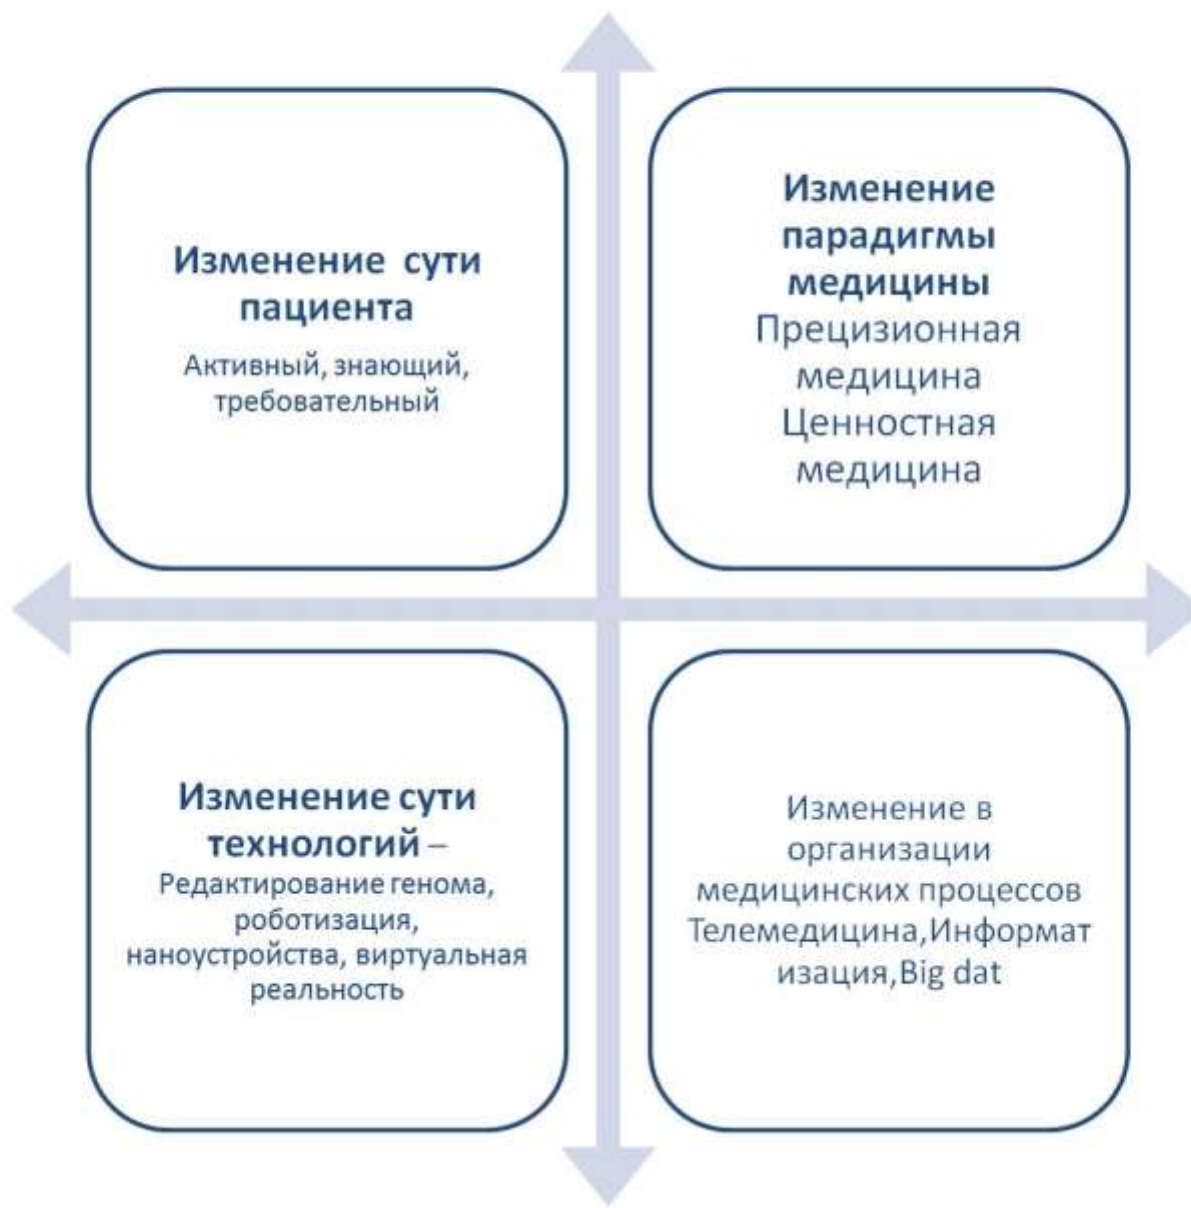 Изменение сути
пациента
Активный, знающий,
требовательный
Изменение
парадигмы
медицины
Прецизионная
медицина
Ценностная
медицина
Изменение сути
технологий –
Редактирование генома,
роботизация,
наноустройства, виртуальная
реальность
Изменение в
организации
медицинских процессов
Телемедицина,Информат
изация,Big dat